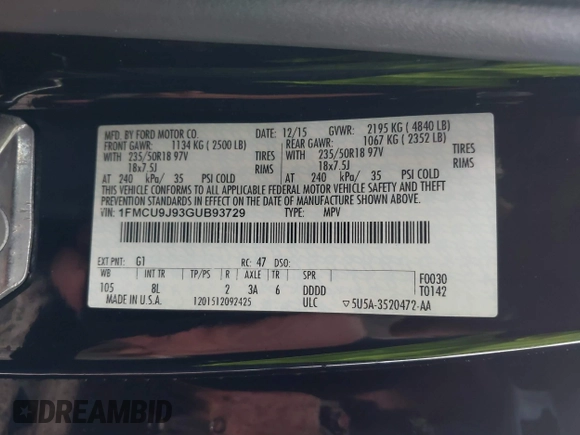 MFD. BY FORD MOTOR CO. 12/15 GVWR: 2195 KG ( 4840 LB)
FRONT GAWR: 1134 KG ( 2500 LB) REAR GAWR: 1067 KG ( 2352 LB)
WITH 235/50R18 97V TIRES WITH 235/50R18 97V TIRES
18x7.5J RIMS 18x7.5J RIMS
AT 240 kPa/ 35 PSI COLD AT 240 kPa/ 35 PSI COLD
THIS VEHICLE CONFORMS TO ALL APPLICABLE FEDERAL MOTOR VEHICLE SAFETY AND THEFT
PREVENTION STANDARDS IN EFFECT ON THE DATE OF MANUFACTURE SHOWN ABOVE.
VIN: 1FMCU9J93GUB93729 TYPE: MPV
EXT PNT: G1 RC: 47 DSO:
WB INT TR TP/PS R AXLE TR SPR F0030
105 8L 2 3A 6 DDDD T0142
MADE IN U.S.A. 1201512092425 ULC ▽5U5A-3520472-AA
DREAMBID